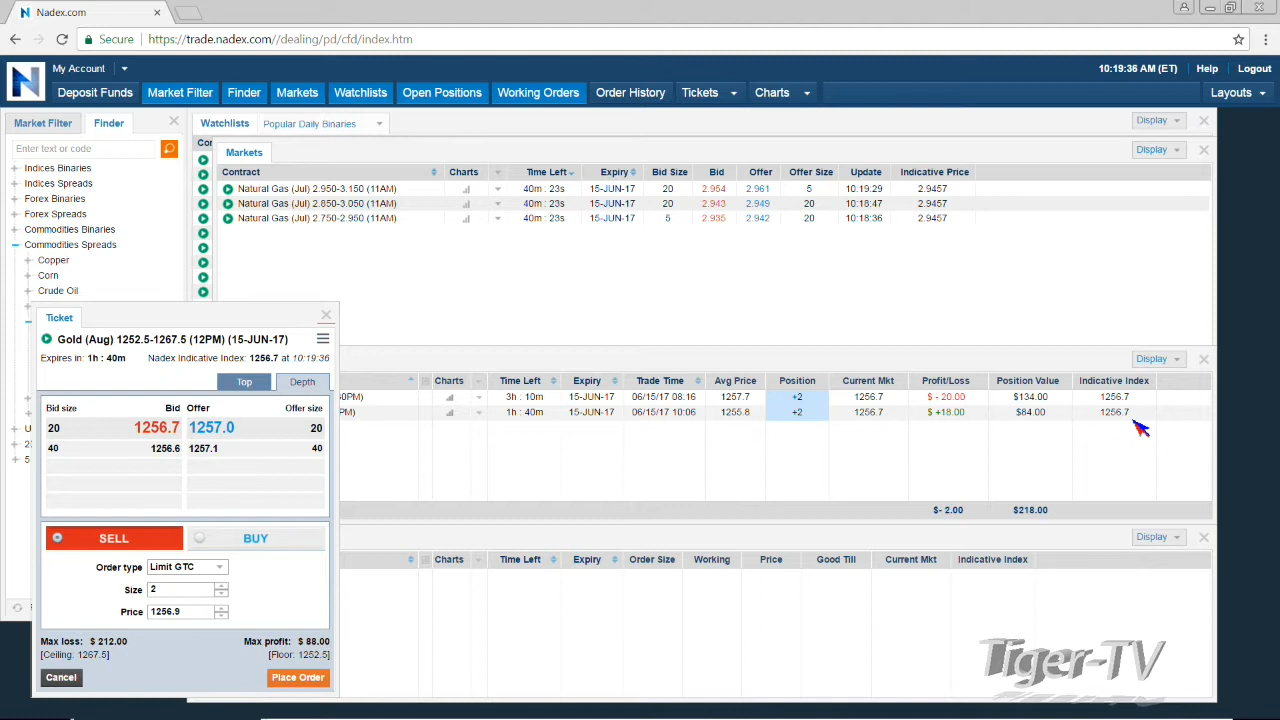 Nadex.com
Secure https://trade.nadex.com//dealing/pd/cfd/index.htm
My Account 10:19:36 AM (ET) Help Logout
Deposit Funds Market Filter Finder Markets Watchlists Open Positions Working Orders Order History Tickets Charts Layouts
Market Filter Finder Watchlists Popular Daily Binaries Display
Enter text or code
Markets Display
Contract Charts Time Left Expiry Bid Size Bid Offer Offer Size Update Indicative Price
Natural Gas (Jul) 2.950-3.150 (11AM) 40m : 23s 15-JUN-17 20 2.954 2.961 5 10:19:29 2.9457
Natural Gas (Jul) 2.850-3.050 (11AM) 40m : 23s 15-JUN-17 20 2.943 2.949 20 10:18:47 2.9457
Natural Gas (Jul) 2.750-2.950 (11AM) 40m : 23s 15-JUN-17 5 2.935 2.942 20 10:18:36 2.9457
Indices Binaries
Indices Spreads
Forex Binaries
Forex Spreads
Commodities Binaries
Commodities Spreads
Copper
Corn
Crude Oil
Ticket
Gold (Aug) 1252.5-1267.5 (12PM) (15-JUN-17)
Expires in: 1h : 40m Nadex Indicative Index: 1256.7 at 10:19:36
Top Depth
Bid size Bid Offer Offer size
20 1256.7 1257.0 20
40 1256.6 1257.1 40
SELL BUY
Order type Limit GTC
Size 2
Price 1256.9
Max loss: $ 212.00 Max profit: $ 88.00
[Ceiling: 1267.5] [Floor: 1252.5]
Cancel Place Order
Display
Charts Time Left Expiry Trade Time Avg Price Position Current Mkt Profit/Loss Position Value Indicative Index
3h : 10m 15-JUN-17 06/15/17 08:16 1257.7 +2 1256.7 $ - 20.00 $134.00 1256.7
PM) 1h : 40m 15-JUN-17 06/15/17 10:06 1255.8 +2 1256.7 $ +18.00 $84.00 1256.7
$- 2.00 $218.00
Display
Charts Time Left Expiry Order Size Working Price Good Till Current Mkt Indicative Index
Tiger-TV